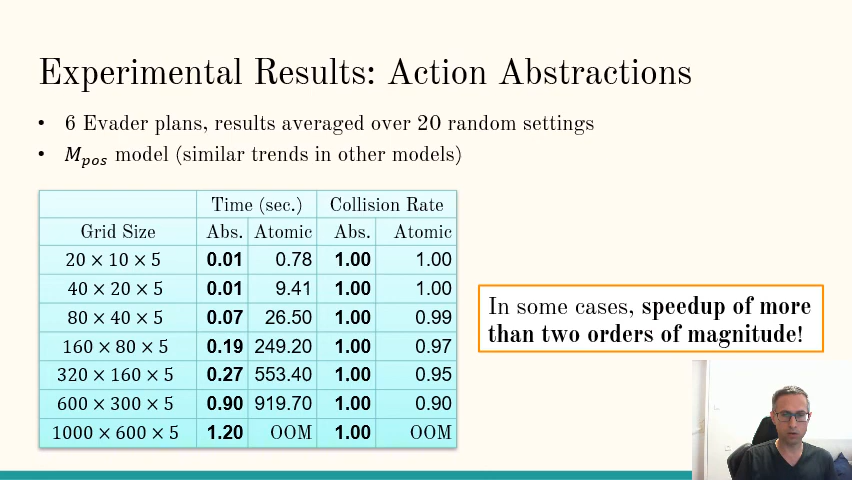 Experimental Results: Action Abstractions
• 6 Evader plans, results averaged over 20 random settings
• Mpos model (similar trends in other models)
Time (sec.) Collision Rate
Grid Size Abs. Atomic Abs. Atomic
20 × 10 × 5 0.01 0.78 1.00 1.00
40 × 20 × 5 0.01 9.41 1.00 1.00
80 × 40 × 5 0.07 26.50 1.00 0.99
160 × 80 × 5 0.19 249.20 1.00 0.97
320 × 160 × 5 0.27 553.40 1.00 0.95
600 × 300 × 5 0.90 919.70 1.00 0.90
1000 × 600 × 5 1.20 OOM 1.00 OOM
In some cases, speedup of more
than two orders of magnitude!